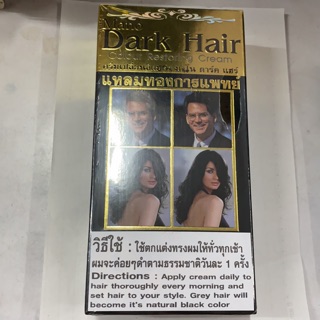 Dark Hair
Colour Restoring Cream
แหลมทองการแพทย์
วิธีใช้ : ใช้ตกแต่งทรงผมให้ทั่วทุกเช้า
ผมจะค่อยๆดำตามธรรมชาติวันละ 1 ครั้ง
Directions : Apply cream daily to
hair thoroughly every morning and
set hair to your style. Grey hair will
become it's natural black color